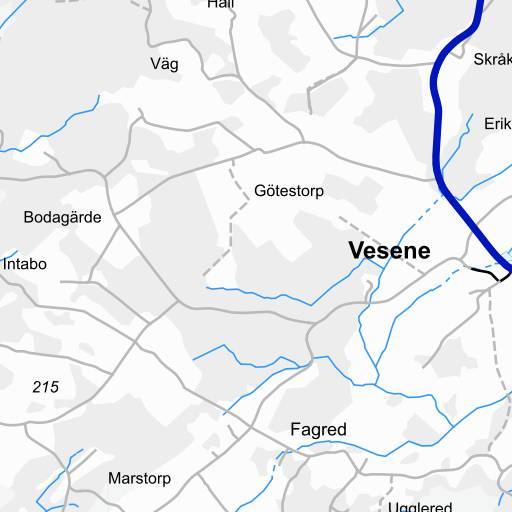 Hall
Väg
Skråk
Erik
Götestorp
Bodagärde
Vesene
Intabo
215
Fagred
Marstorp
Ugglered